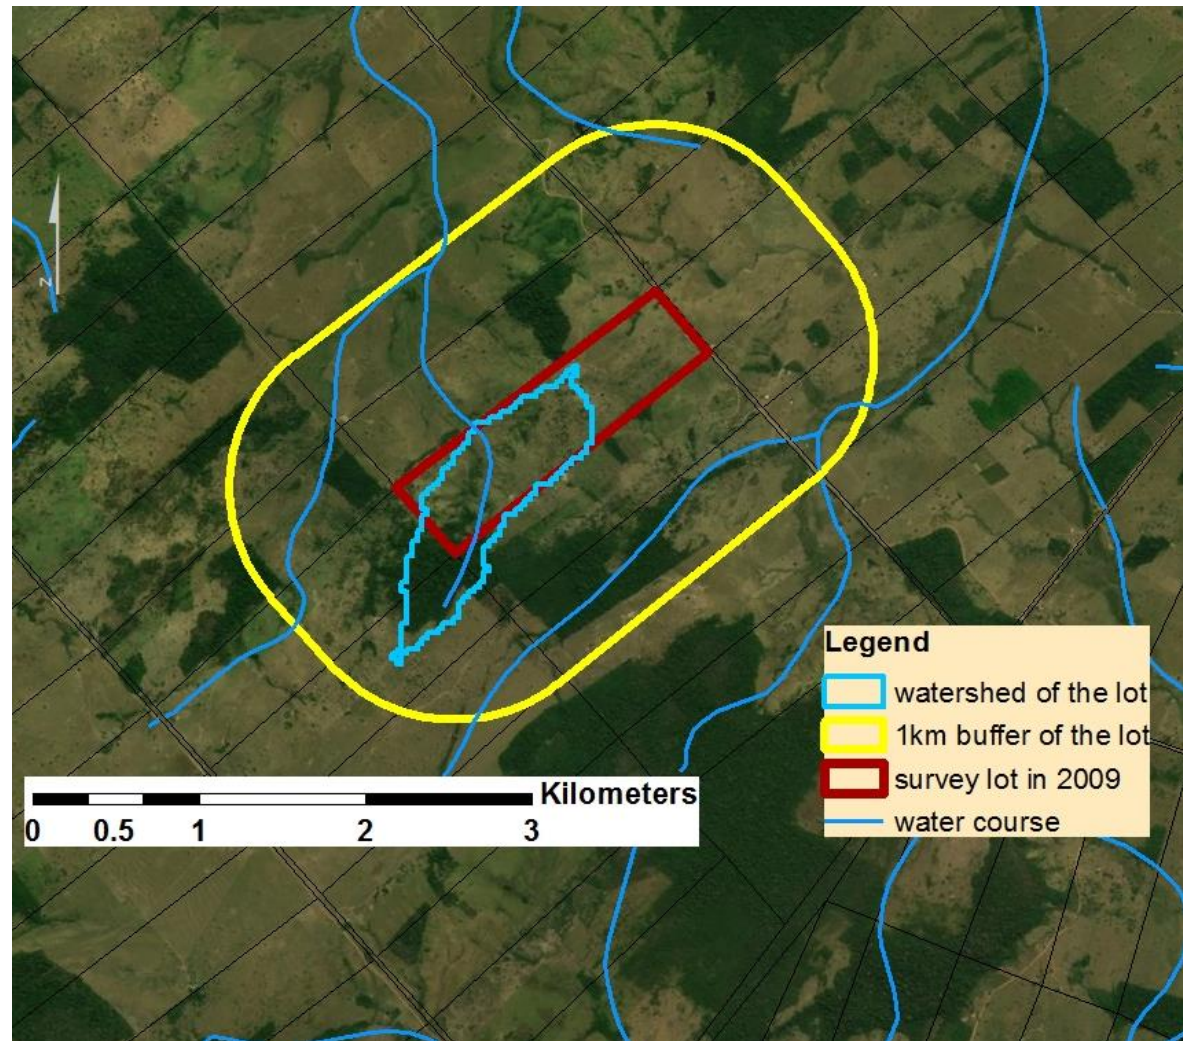 N
Legend
watershed of the lot
1km buffer of the lot
survey lot in 2009
water course
Kilometers
0 0.5 1 2 3